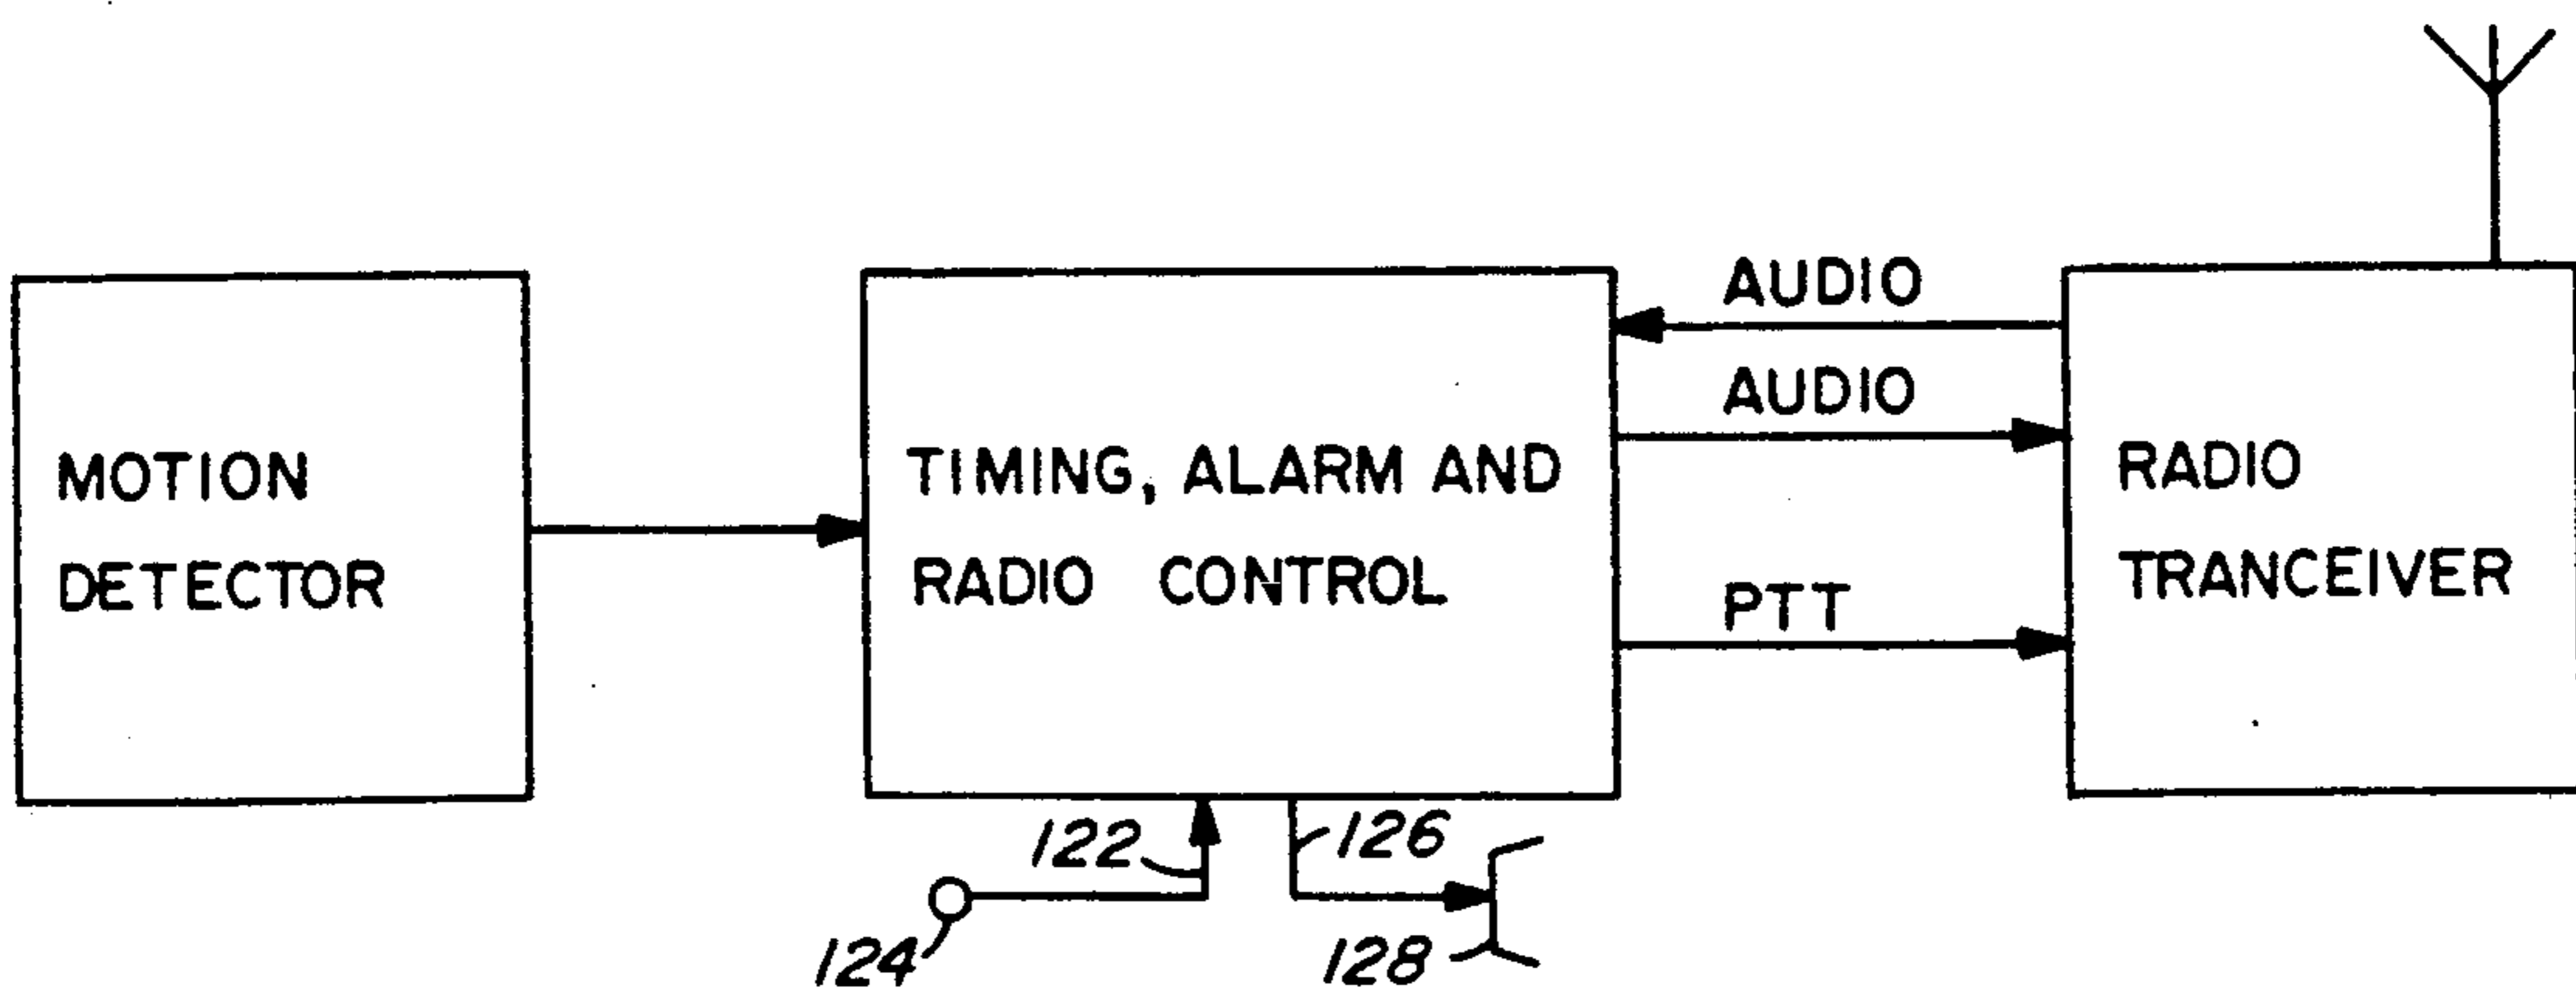 MOTION
DETECTOR
TIMING, ALARM AND
RADIO CONTROL
AUDIO
AUDIO
PTT
RADIO
TRANCEIVER
122
124
126
128